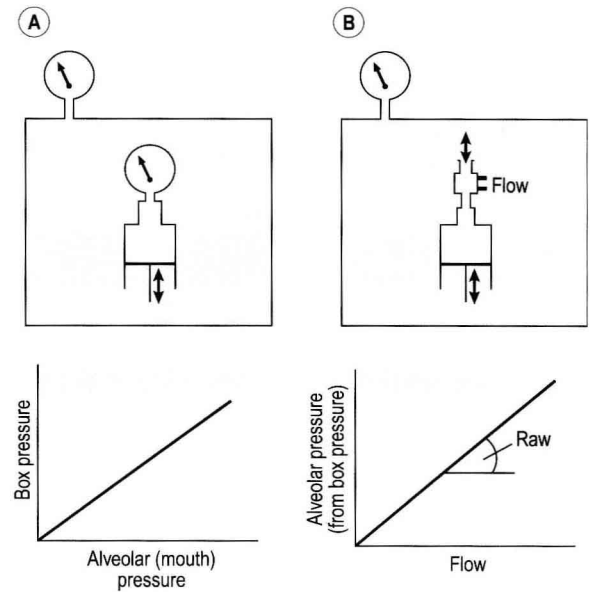 A
B
Flow
Box pressure
Alveolar (mouth)
pressure
Alveolar pressure
(from box pressure)
Raw
Flow